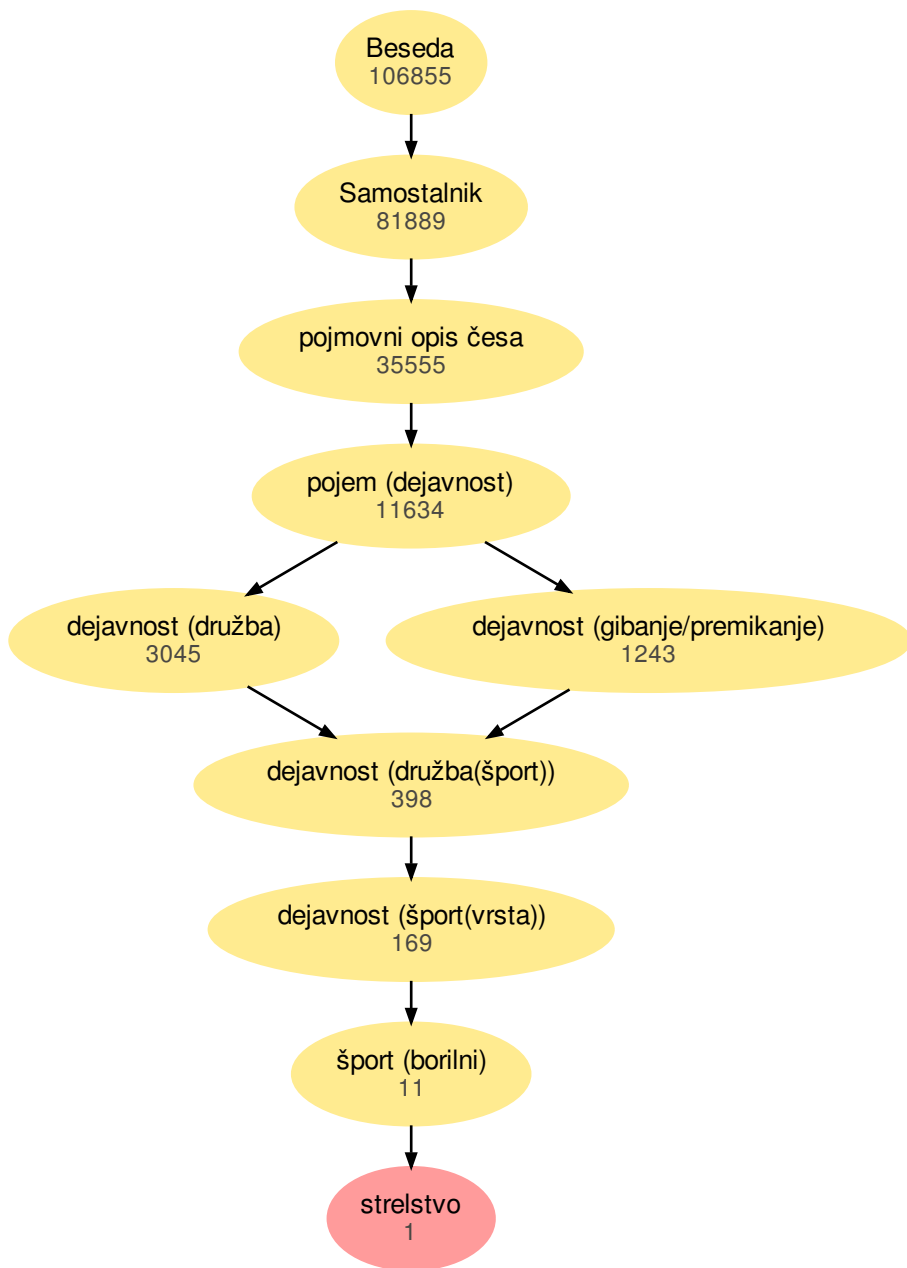 Beseda
106855
Samostalnik
81889
pojmovni opis česa
35555
pojem (dejavnost)
11634
dejavnost (družba)
3045
dejavnost (gibanje/premikanje)
1243
dejavnost (družba(šport))
398
dejavnost (šport(vrsta))
169
šport (borilni)
11
strelstvo
1